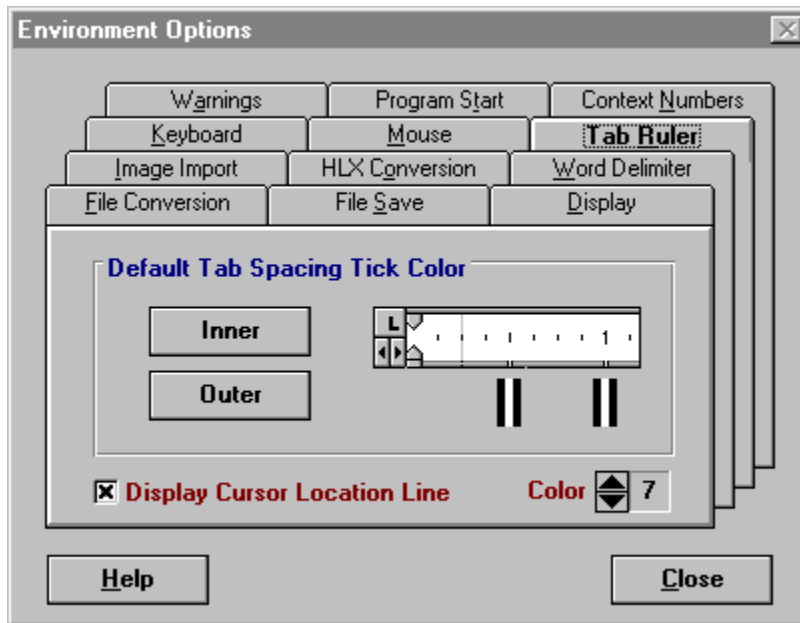 Environment Options
Warnings Program Start Context Numbers
Keyboard Mouse Tab Ruler
Image Import HLX Conversion Word Delimiter
File Conversion File Save Display
Default Tab Spacing Tick Color
Inner
L
1
Outer
Display Cursor Location Line Color 7
Help Close